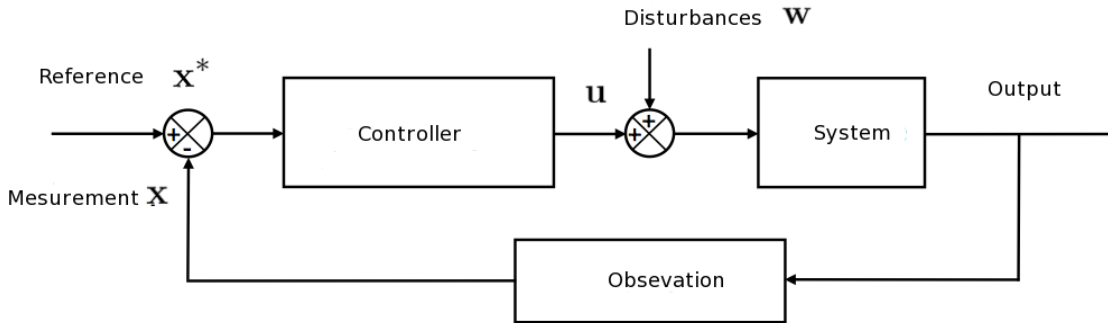 Disturbances w
Reference x*
u
Output
+
+
+
-
Controller
System
Mesurement x
Obsevation